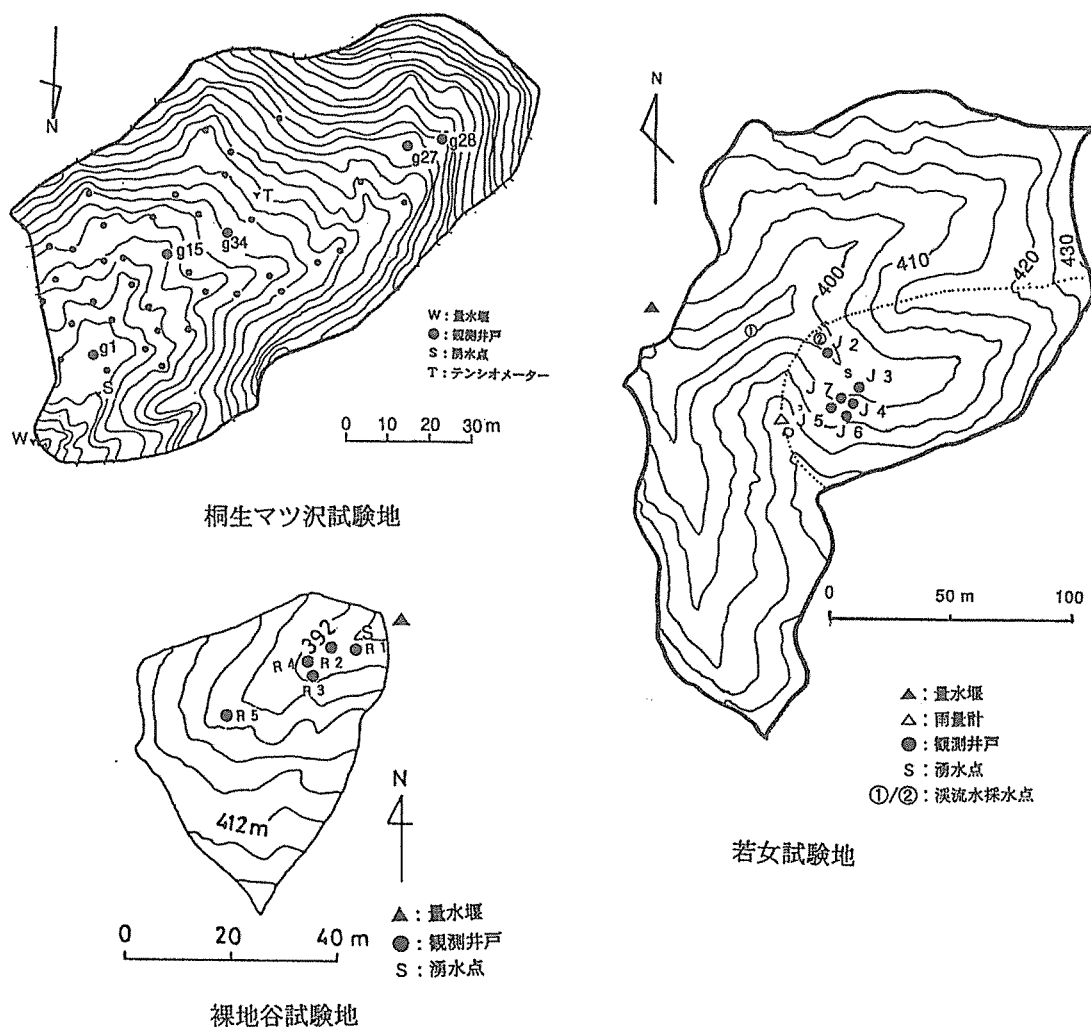 N
g28
g27
T
g34
g15
g1
S
W
W : 量水堰
● : 観測井戸
S : 湧水点
T : テンシオメーター
0 10 20 30 m
桐生マツ沢試験地
N
430
420
410
400
①
②
J 2
s
J 3
J 7
J 4
J 5
J 6
0 50 m 100
▲ : 量水堰
△ : 雨量計
● : 観測井戸
S : 湧水点
①/② : 渓流水採水点
若女試験地
392
S
R 1
R 2
R 4
R 3
R 5
412m
N
0 20 40 m
▲ : 量水堰
● : 観測井戸
S : 湧水点
裸地谷試験地